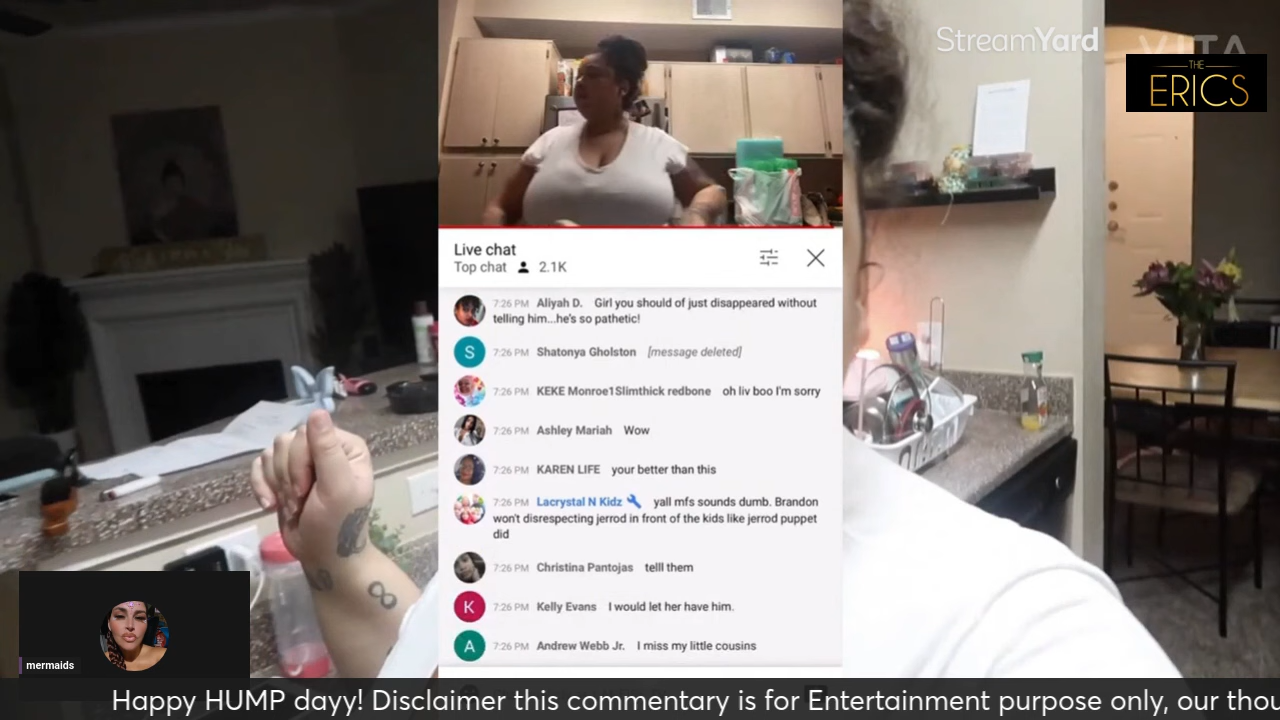 StreamYard
VITA
THE
ERICS
Live chat
Top chat 2.1K
7:26 PM Aliyah D. Girl you should of just disappeared without
telling him...he's so pathetic!
S
7:26 PM Shatonya Gholston [message deleted]
7:26 PM KEKE Monroe1Slimthick redbone oh liv boo I'm sorry
7:26 PM Ashley Mariah Wow
7:26 PM KAREN LIFE your better than this
7:26 PM Lacrystal N Kidz yall mfs sounds dumb. Brandon
won't disrespecting jerrod in front of the kids like jerrod puppet
did
7:26 PM Christina Pantojas telll them
K
7:26 PM Kelly Evans I would let her have him.
A
7:26 PM Andrew Webb Jr. I miss my little cousins
mermaids
Happy HUMP dayy! Disclaimer this commentary is for Entertainment purpose only, our thou